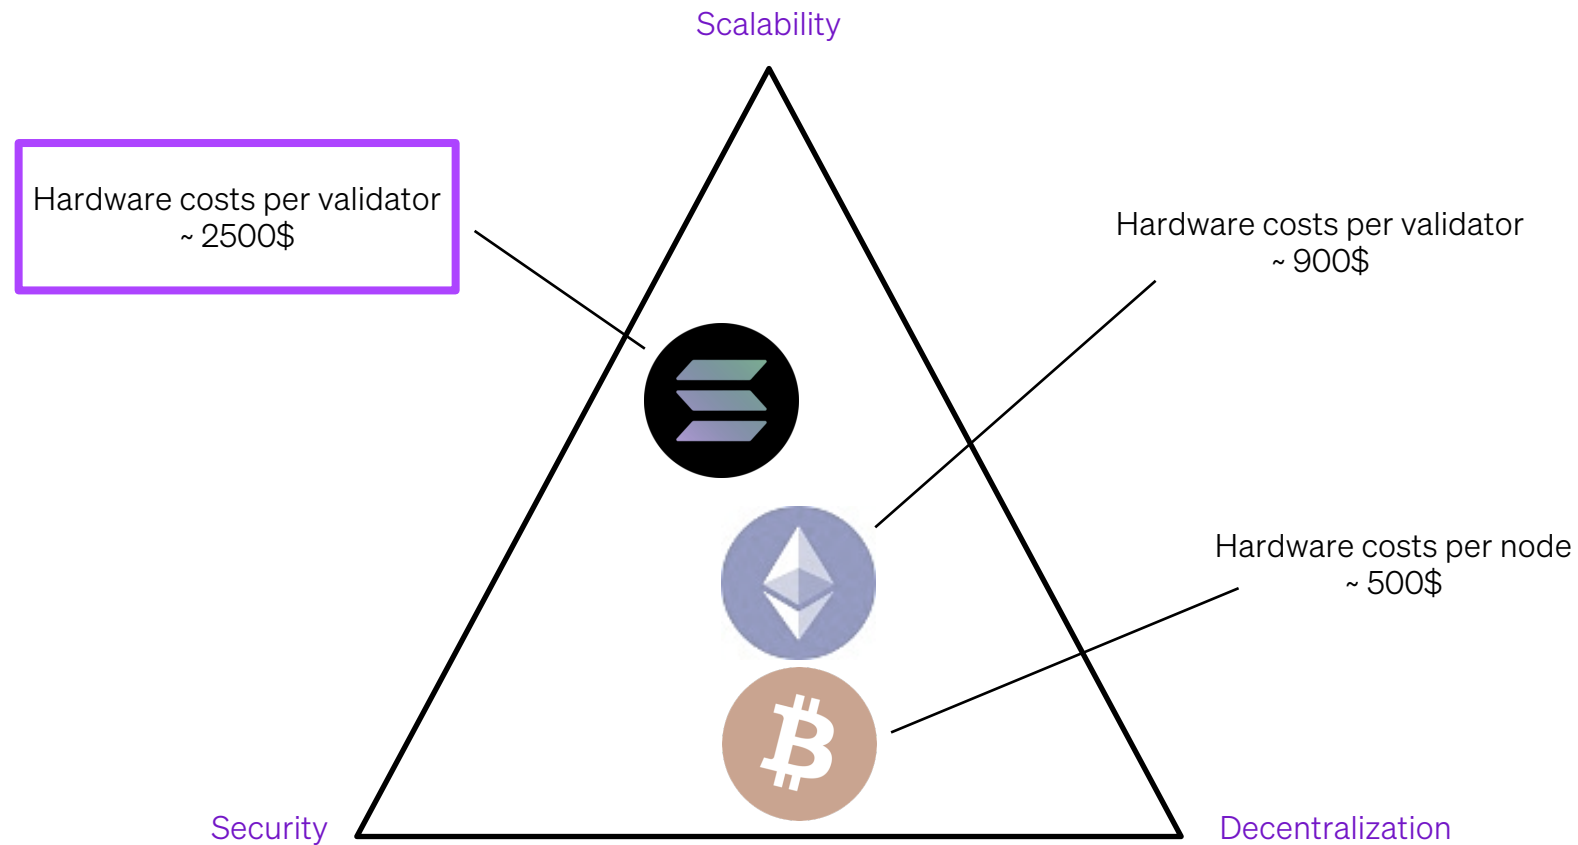 Scalability
Hardware costs per validator
~ 2500$
Hardware costs per validator
~ 900$
Hardware costs per node
~ 500$
Security
Decentralization